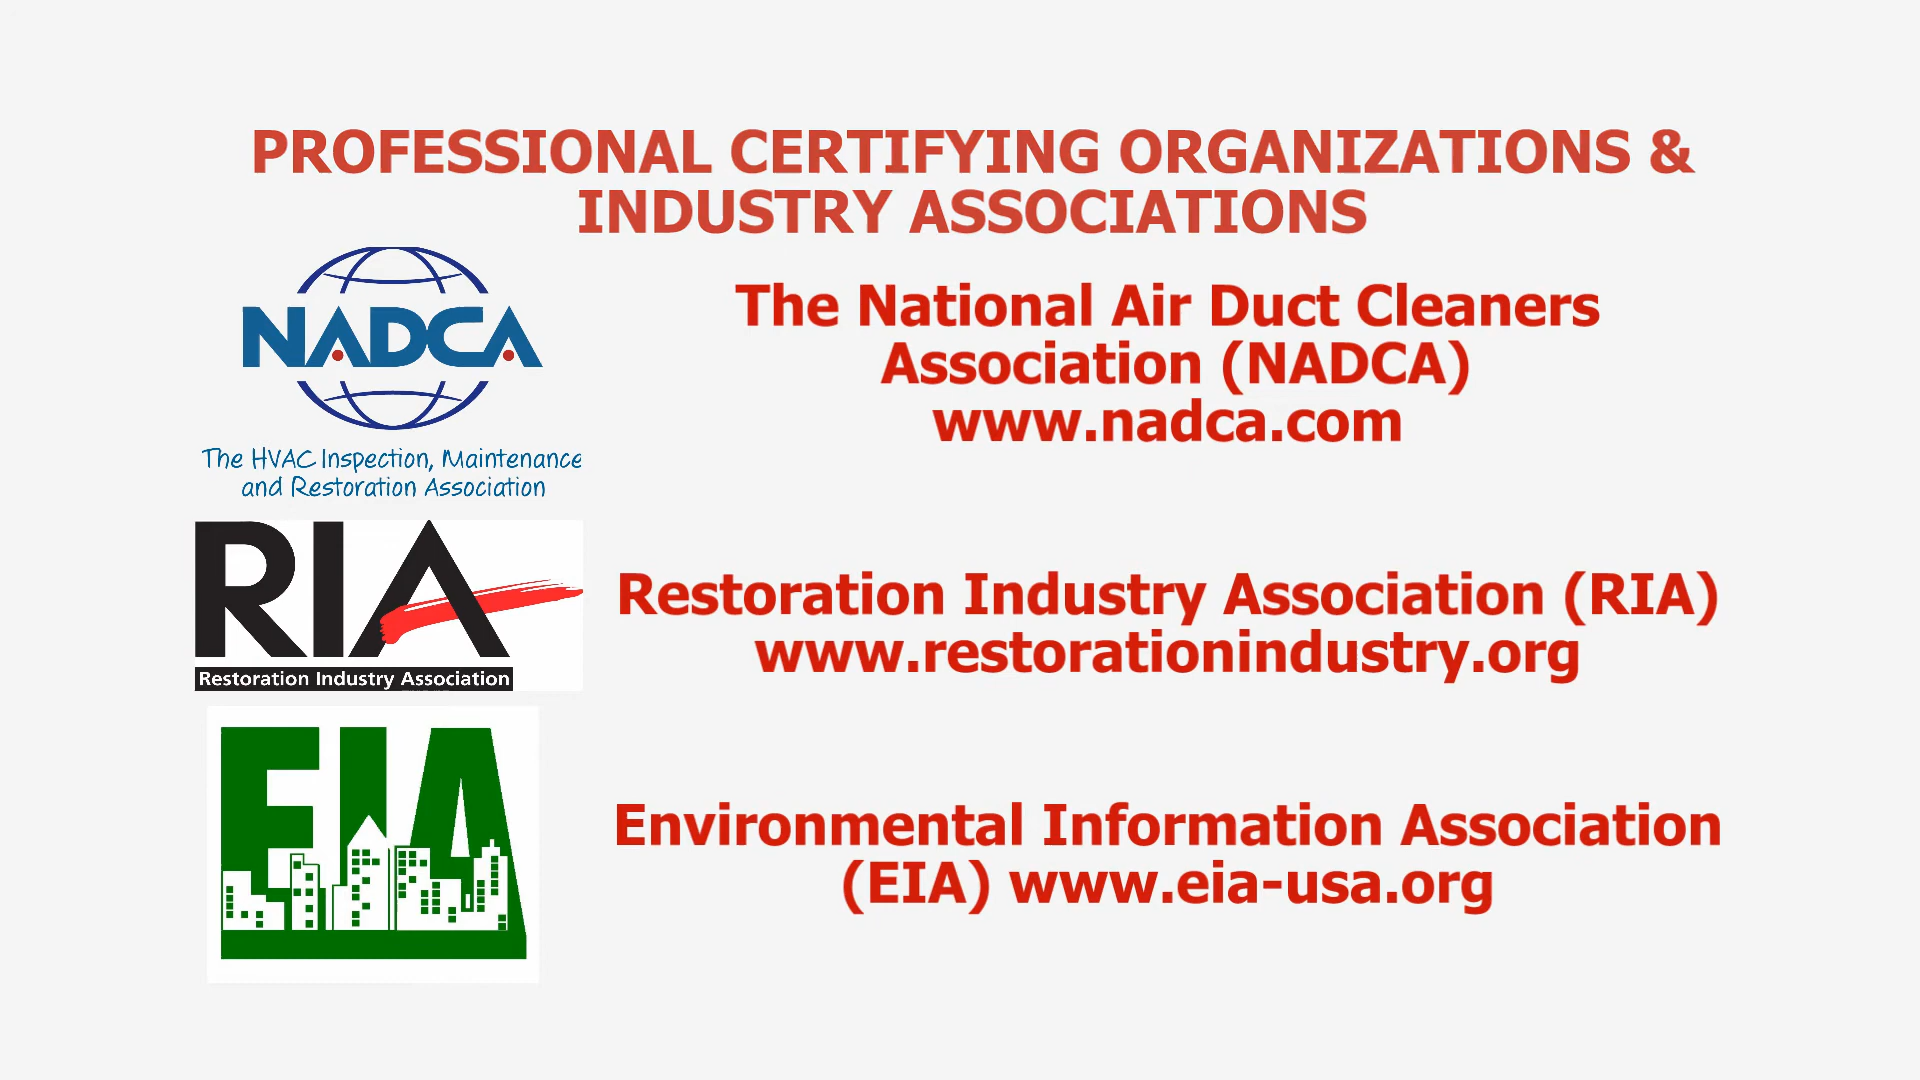 PROFESSIONAL CERTIFYING ORGANIZATIONS &
INDUSTRY ASSOCIATIONS
NADCA
The HVAC Inspection, Maintenance
and Restoration Association
The National Air Duct Cleaners
Association (NADCA)
www.nadca.com
RIA
Restoration Industry Association
Restoration Industry Association (RIA)
www.restorationindustry.org
EIA
Environmental Information Association
(EIA) www.eia-usa.org